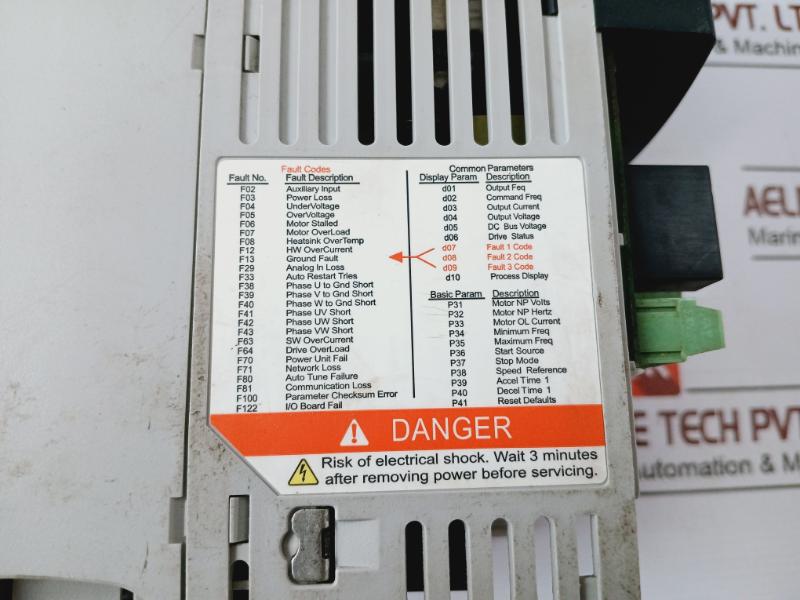 Fault Codes
Fault No. Fault Description
F02 Auxiliary Input
F03 Power Loss
F04 UnderVoltage
F05 OverVoltage
F06 Motor Stalled
F07 Motor OverLoad
F08 Heatsink OverTemp
F12 HW OverCurrent
F13 Ground Fault
F29 Analog In Loss
F33 Auto Restart Tries
F38 Phase U to Gnd Short
F39 Phase V to Gnd Short
F40 Phase W to Gnd Short
F41 Phase UV Short
F42 Phase UW Short
F43 Phase VW Short
F63 SW OverCurrent
F64 Drive OverLoad
F70 Power Unit Fail
F71 Network Loss
F80 Auto Tune Failure
F81 Communication Loss
F100 Parameter Checksum Error
F122 I/O Board Fail
Common Parameters
Display Param Description
d01 Output Feq
d02 Command Freq
d03 Output Current
d04 Output Voltage
d05 DC Bus Voltage
d06 Drive Status
d07 Fault 1 Code
d08 Fault 2 Code
d09 Fault 3 Code
d10 Process Display
Basic Param Description
P31 Motor NP Volts
P32 Motor NP Hertz
P33 Motor OL Current
P34 Minimum Freq
P35 Maximum Freq
P36 Start Source
P37 Stop Mode
P38 Speed Reference
P39 Accel Time 1
P40 Decel Time 1
P41 Reset Defaults
DANGER
Risk of electrical shock. Wait 3 minutes
after removing power before servicing.
PVT. LT
& Machin
AELI
Marin
E TECH PVT
utomation & M